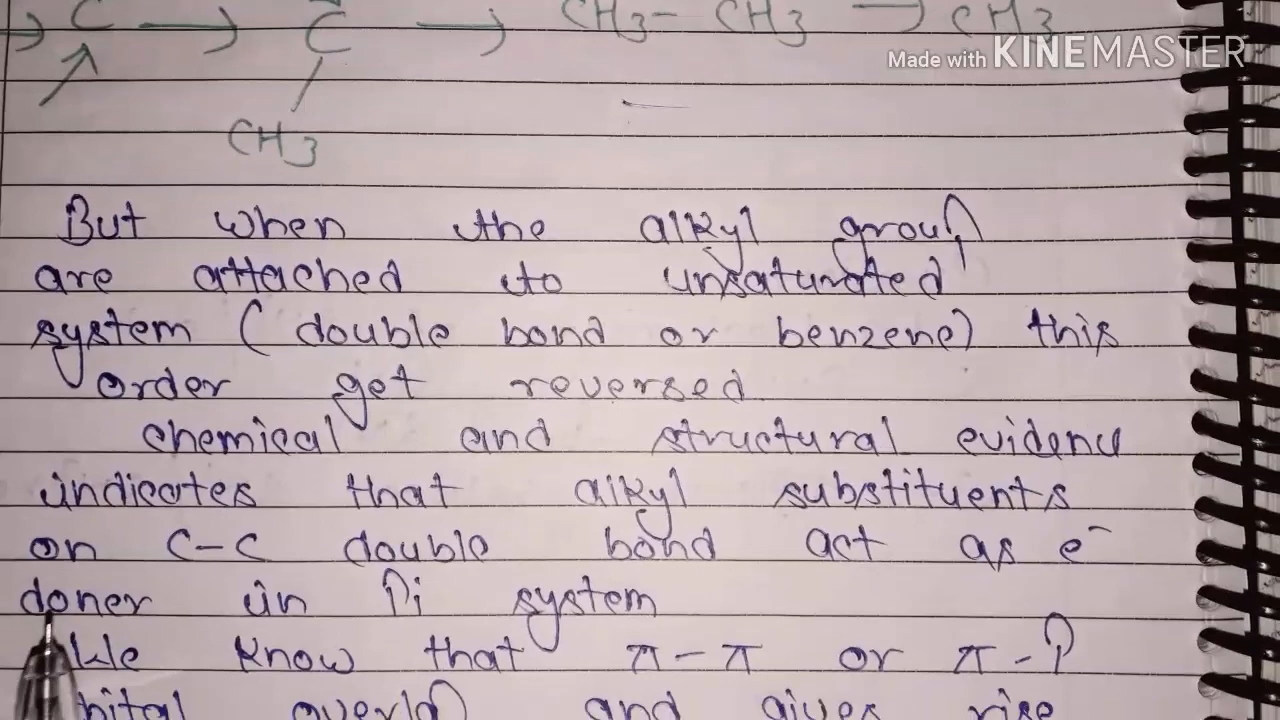 C → C → CH3- CH3 → CH3
Made with KINEMASTER
CH3
But when the alkyl group
are attached to unsaturated
system ( double bond or benzene) this
order get reversed
chemical and structural evidence
indicates that alkyl substituents
on C-C double bond act as e-
doner in Pi system
We know that π-π or π-P
and gives rise